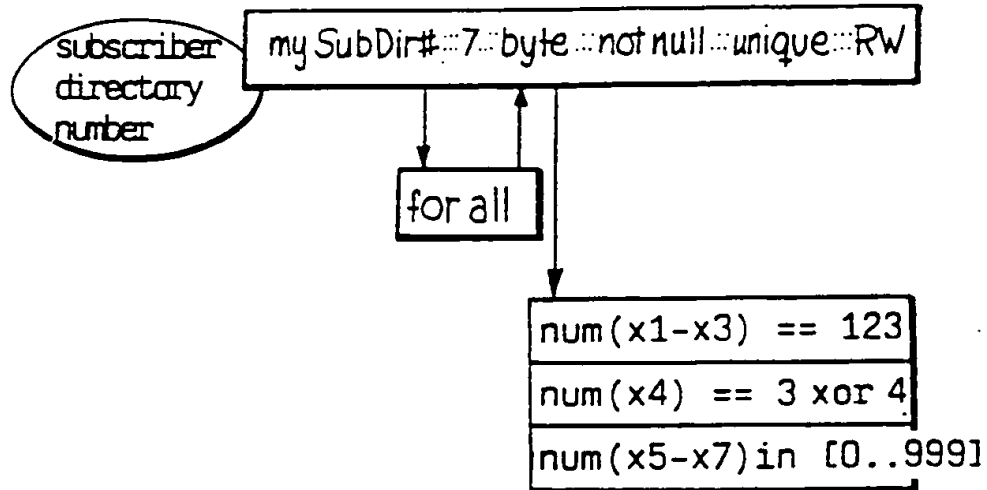 subscriber
directory
number
my SubDir#:::7:::byte:::not null:::unique:::RW
for all
num(x1-x3) == 123
num(x4) == 3 xor 4
num(x5-x7)in [0..999]